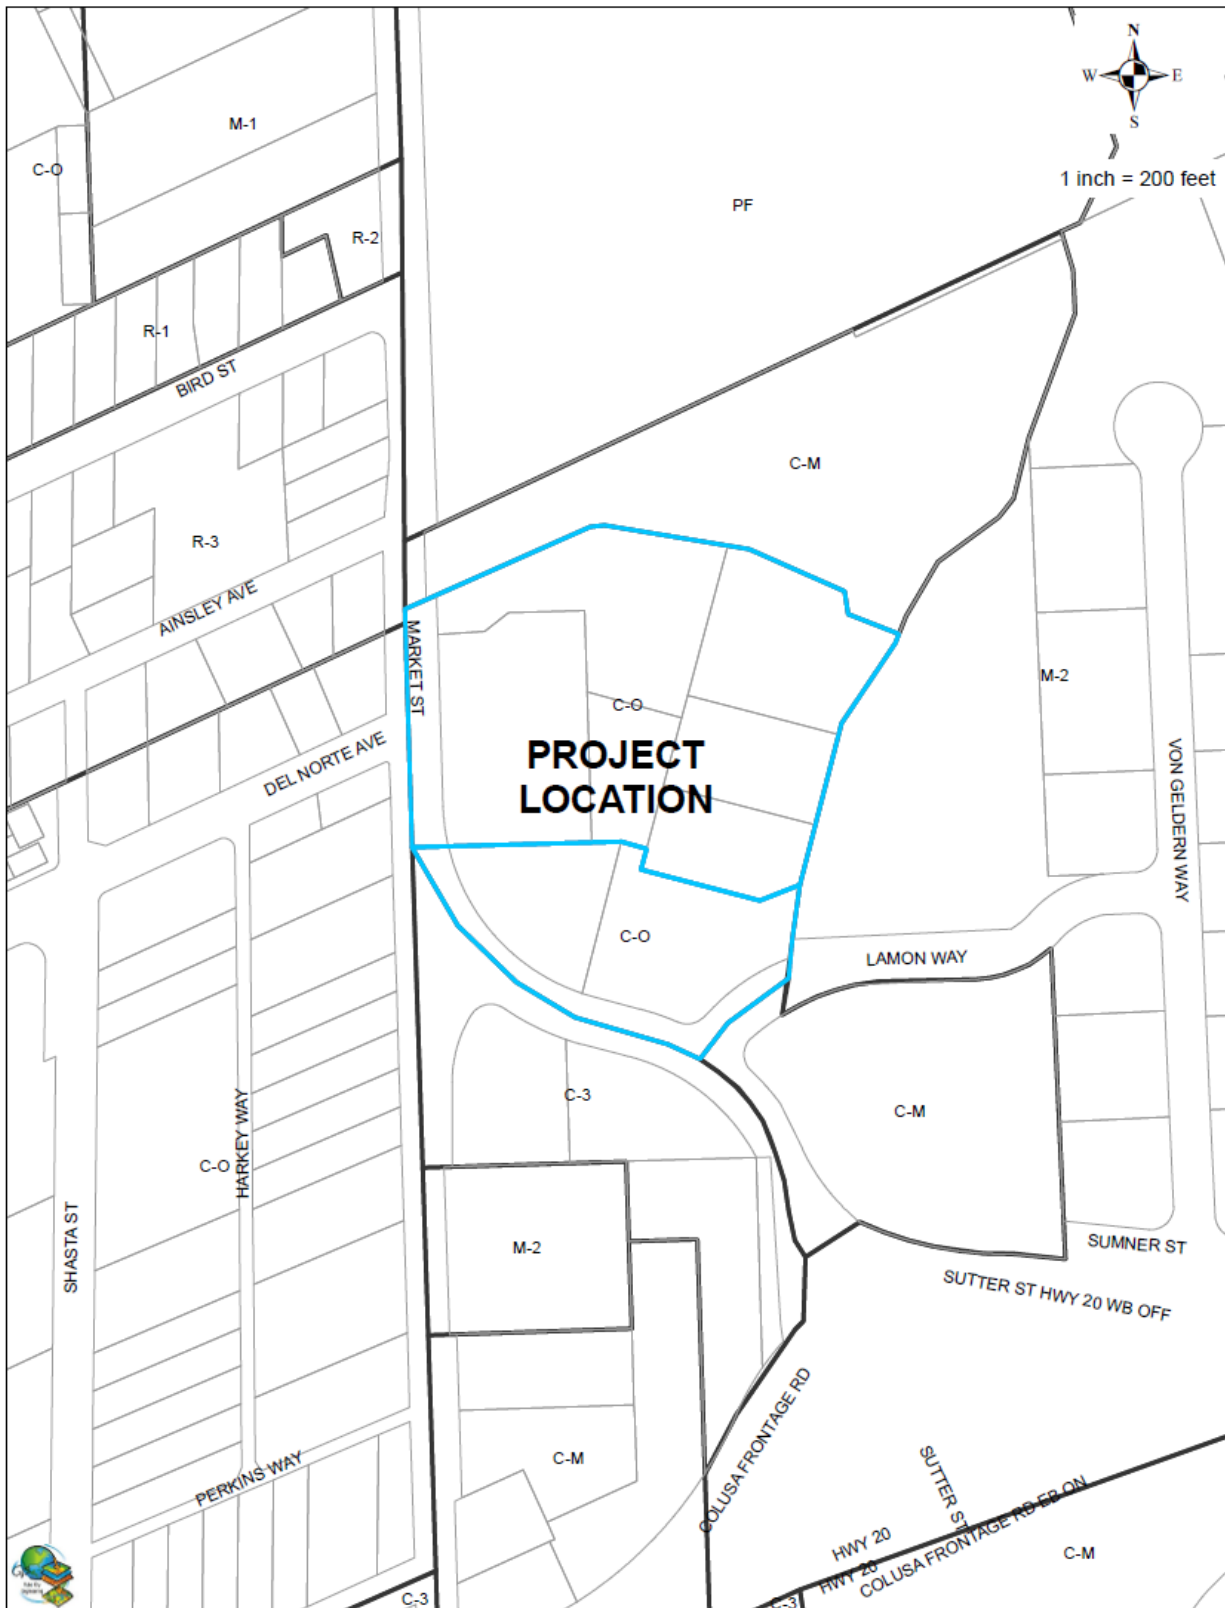 N
W E
S
1 inch = 200 feet
M-1
C-O
PF
R-2
R-1
BIRD ST
C-M
R-3
AINSLEY AVE
MARKET ST
M-2
C-O
DEL NORTE AVE
PROJECT
LOCATION
VON GELDERN WAY
C-O
LAMON WAY
C-3
C-M
HARKEY WAY
C-O
SHASTA ST
M-2
SUMNER ST
SUTTER ST HWY 20 WB OFF
COLUSA FRONTAGE RD
C-M
PERKINS WAY
SUTTER ST
HWY 20
COLUSA FRONTAGE RD EB ON
HWY 20
C-M
C-3
C-3